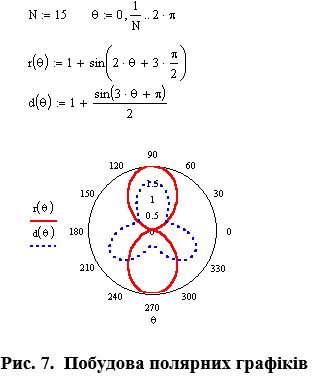 N := 15 θ := 0, 1/N .. 2 · π
r(θ) := 1 + sin(2 · θ + 3 · π/2)
d(θ) := 1 + sin(3 · θ + π)/2
90
120 60
1.5
150 1 30
0.5
r(θ)
180 0 0
d(θ)
210 330
240 300
270
θ
Рис. 7. Побудова полярних графіків